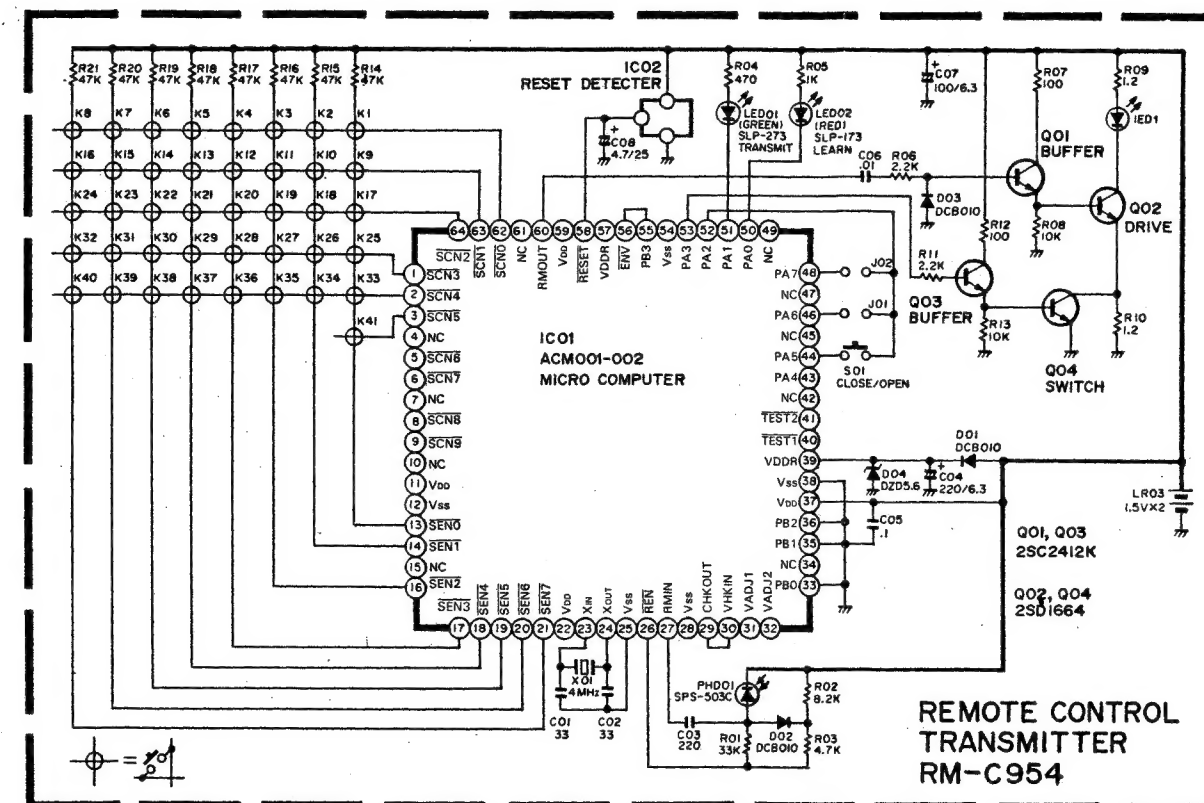 R21 R20 R19 R18 R17 R16 R15 R14
47K 47K 47K 47K 47K 47K 47K 47K
IC02
RESET DETECTER
C08
4.7/25
R04
470
R05
1K
LED01
(GREEN)
SLP-273
TRANSMIT
LED02
(RED)
SLP-173
LEARN
C07
100/6.3
R07
100
R09
1.2
IED1
Q01
BUFFER
C06
.01
R06
2.2K
D03
DCB010
R12
100
R08
10K
Q02
DRIVE
K8 K7 K6 K5 K4 K3 K2 K1
K16 K15 K14 K13 K12 K11 K10 K9
K24 K23 K22 K21 K20 K19 K18 K17
K32 K31 K30 K29 K28 K27 K26 K25
K40 K39 K38 K37 K36 K35 K34 K33
K41
64 63 62 61 60 59 58 57 56 55 54 53 52 51 50 49
SCN2 SCN1 SCN0 NC RMOUT VDD RESET VDDR ENV PB3 Vss PA3 PA2 PA1 PA0 NC
1 SCN3
2 SCN4
3 SCN5
4 NC
5 SCN6
6 SCN7
7 NC
8 SCN8
9 SCN9
10 NC
11 VDD
12 Vss
13 SEN0
14 SEN1
15 NC
16 SEN2
IC01
ACM001-002
MICRO COMPUTER
PA7 48
NC 47
PA6 46
NC 45
PA5 44
PA4 43
NC 42
TEST2 41
TEST1 40
VDDR 39
Vss 38
VDD 37
PB2 36
PB1 35
NC 34
PB0 33
J02
J01
S01
CLOSE/OPEN
R11
2.2K
Q03
BUFFER
R13
10K
Q04
SWITCH
R10
1.2
D01
DCB010
D04
DZD5.6
C04
220/6.3
C05
.1
LR03
1.5VX2
Q01, Q03
2SC2412K
Q02, Q04
2SD1664
SEN3 SEN4 SEN5 SEN6 SEN7 VDD XIN XOUT Vss REN RMIN Vss CHKOUT VHKIN VADJ1 VADJ2
17 18 19 20 21 22 23 24 25 26 27 28 29 30 31 32
X01
4MHz
C01
33
C02
33
PHD01
SPS-503C
R02
8.2K
C03
220
R01
33K
D02
DCB010
R03
4.7K
=
REMOTE CONTROL
TRANSMITTER
RM-C954